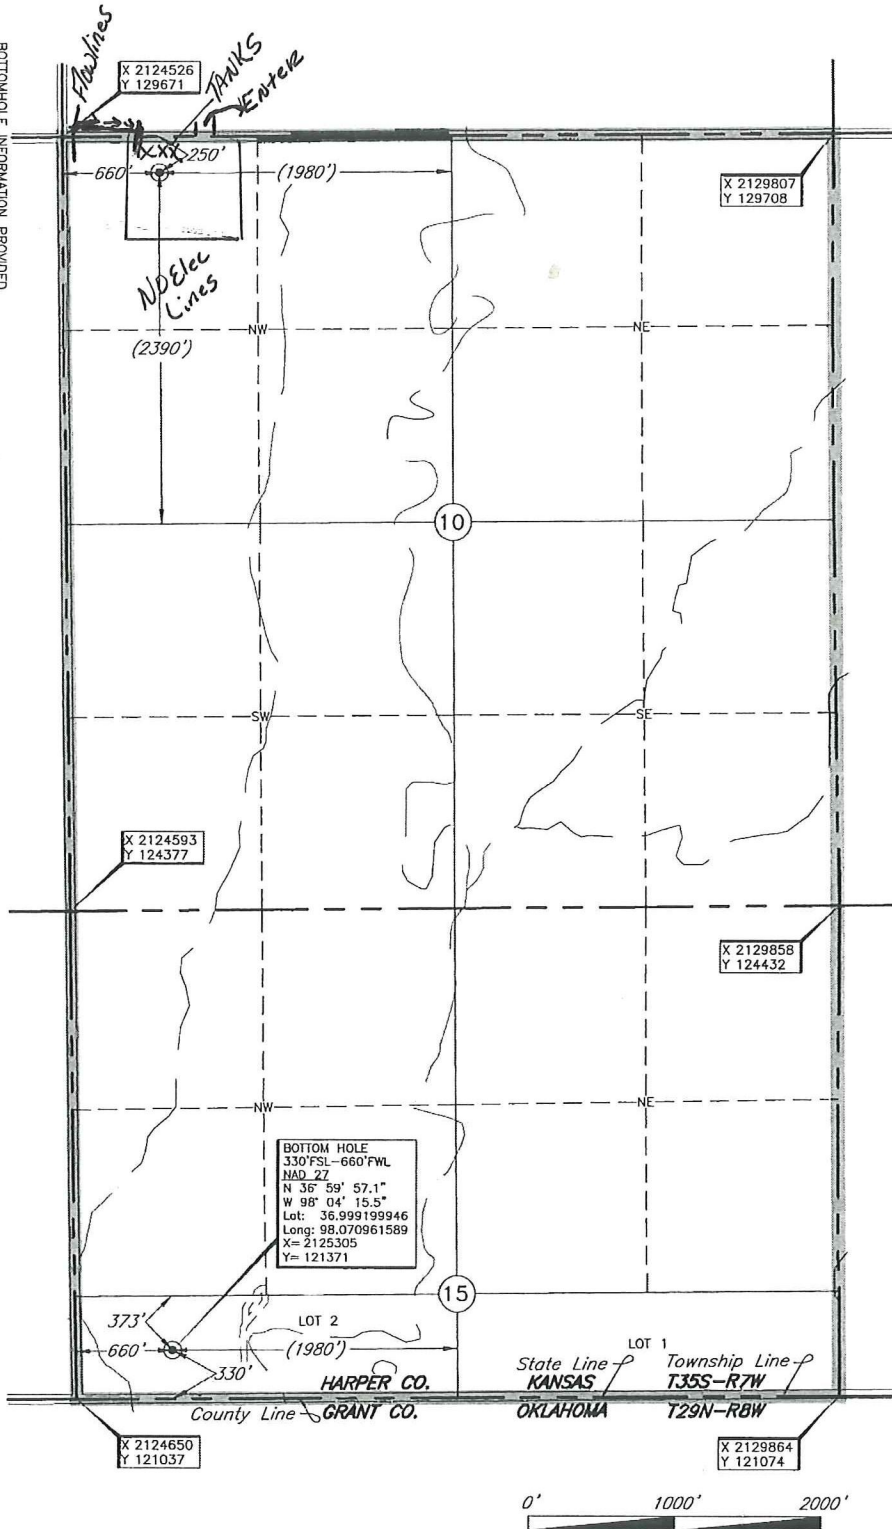 Flowlines
TANKS
Enter
X 2124526
Y 129671
BOTTOMHOLE INFORMATION PROVIDED
XXX
250'
660'
(1980')
X 2129807
Y 129708
No Elec
Lines
NW
NE
(2390')
10
SW
SE
X 2124593
Y 124377
X 2129858
Y 124432
NW
NE
BOTTOM HOLE
330'FSL-660'FWL
NAD 27
N 36° 59' 57.1"
W 98° 04' 15.5"
Lat: 36.999199946
Long: 98.070961589
X= 2125305
Y= 121371
15
373'
LOT 2
LOT 1
660'
(1980')
330'
HARPER CO.
State Line
KANSAS
Township Line
T35S-R7W
County Line
GRANT CO.
OKLAHOMA
T29N-R8W
X 2124650
Y 121037
X 2129864
Y 121074
0' 1000' 2000'